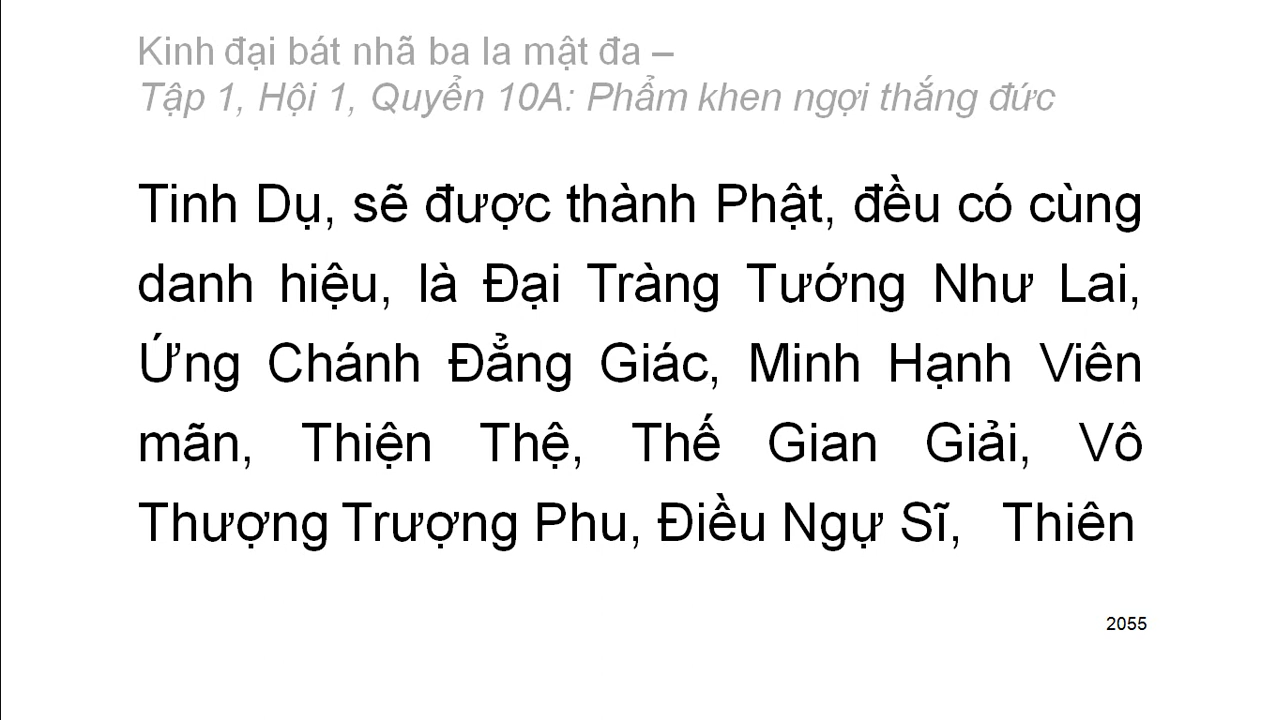 Kinh đại bát nhã ba la mật đa –
Tập 1, Hội 1, Quyển 10A: Phẩm khen ngợi thắng đức
Tinh Dụ, sẽ được thành Phật, đều có cùng
danh hiệu, là Đại Tràng Tướng Như Lai,
Ứng Chánh Đẳng Giác, Minh Hạnh Viên
mãn, Thiện Thệ, Thế Gian Giải, Vô
Thượng Trượng Phu, Điều Ngự Sĩ, Thiên
2055